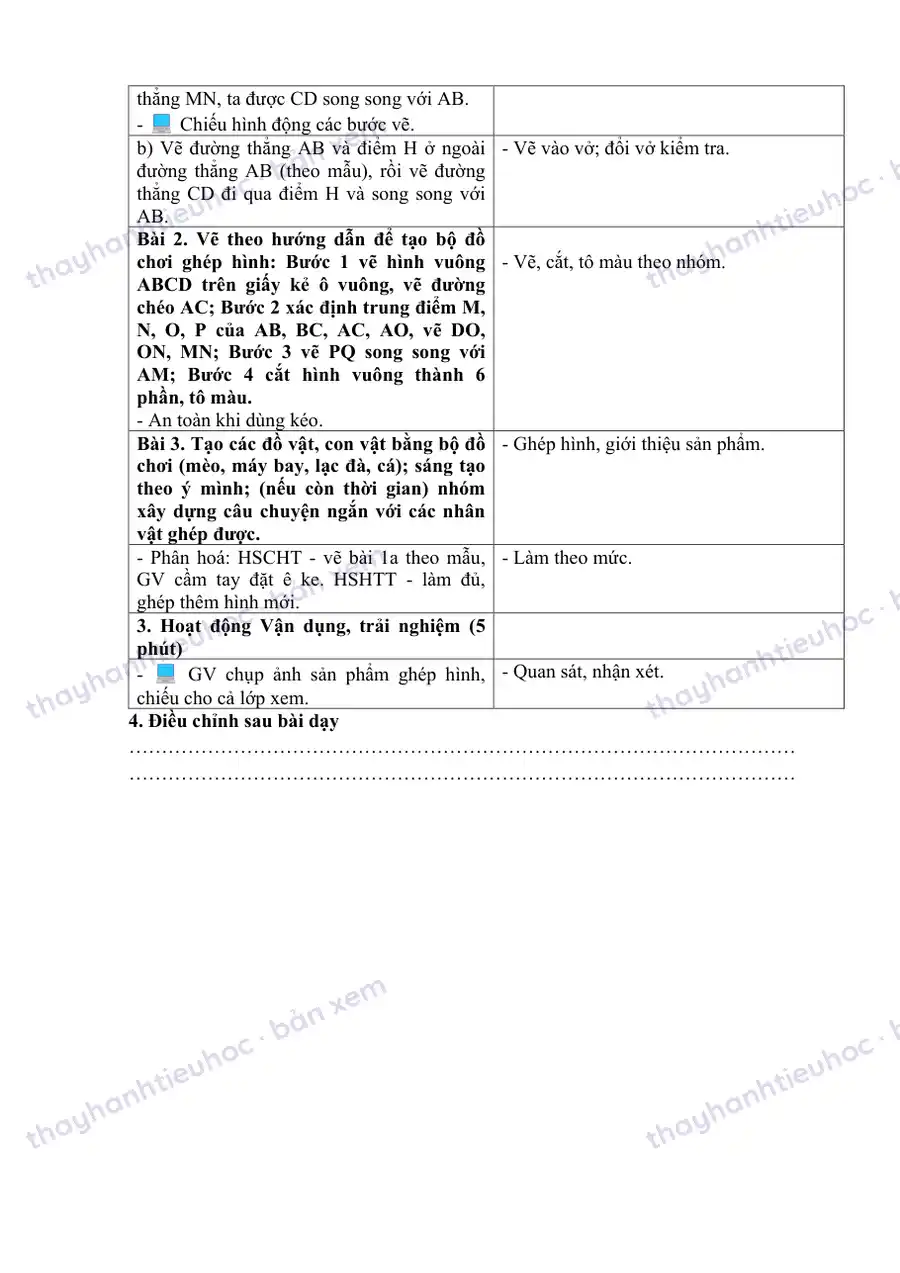 thẳng MN, ta được CD song song với AB.
- Chiếu hình động các bước vẽ.
b) Vẽ đường thẳng AB và điểm H ở ngoài
đường thẳng AB (theo mẫu), rồi vẽ đường
thẳng CD đi qua điểm H và song song với
AB.
- Vẽ vào vở; đổi vở kiểm tra.
Bài 2. Vẽ theo hướng dẫn để tạo bộ đồ
chơi ghép hình: Bước 1 vẽ hình vuông
ABCD trên giấy kẻ ô vuông, vẽ đường
chéo AC; Bước 2 xác định trung điểm M,
N, O, P của AB, BC, AC, AO, vẽ DO,
ON, MN; Bước 3 vẽ PQ song song với
AM; Bước 4 cắt hình vuông thành 6
phần, tô màu.
- An toàn khi dùng kéo.
- Vẽ, cắt, tô màu theo nhóm.
Bài 3. Tạo các đồ vật, con vật bằng bộ đồ
chơi (mèo, máy bay, lạc đà, cá); sáng tạo
theo ý mình; (nếu còn thời gian) nhóm
xây dựng câu chuyện ngắn với các nhân
vật ghép được.
- Ghép hình, giới thiệu sản phẩm.
- Phân hoá: HSCHT - vẽ bài 1a theo mẫu,
GV cầm tay đặt ê ke. HSHTT - làm đủ,
ghép thêm hình mới.
- Làm theo mức.
3. Hoạt động Vận dụng, trải nghiệm (5
phút)
- GV chụp ảnh sản phẩm ghép hình,
chiếu cho cả lớp xem.
- Quan sát, nhận xét.
4. Điều chỉnh sau bài dạy
…………………………………………………………………………………………
…………………………………………………………………………………………
thayhanhtieuhoc · bản xem
thayhanhtieuhoc · b
thayhanhtieuhoc · bản xem
thayhanhtieuhoc · b
thayhanhtieuhoc · bản xem
thayhanhtieuhoc · b